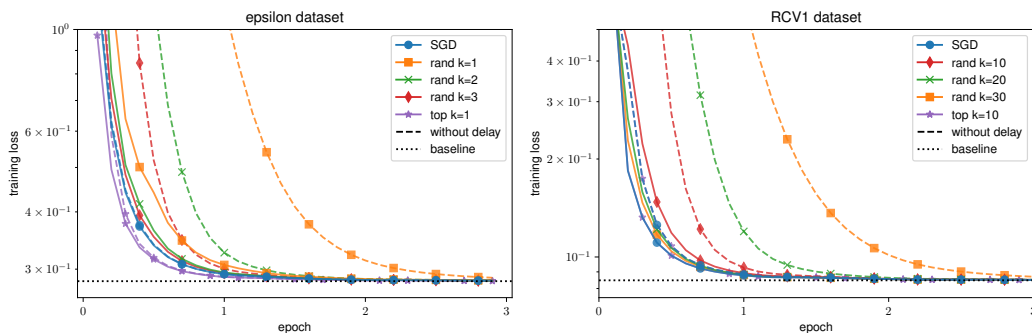 epsilon dataset
10⁰
6 × 10⁻¹
4 × 10⁻¹
3 × 10⁻¹
training loss
0
1
2
3
epoch
SGD
rand k=1
rand k=2
rand k=3
top k=1
without delay
baseline
RCV1 dataset
4 × 10⁻¹
3 × 10⁻¹
2 × 10⁻¹
10⁻¹
training loss
0
1
2
3
epoch
SGD
rand k=10
rand k=20
rand k=30
top k=10
without delay
baseline